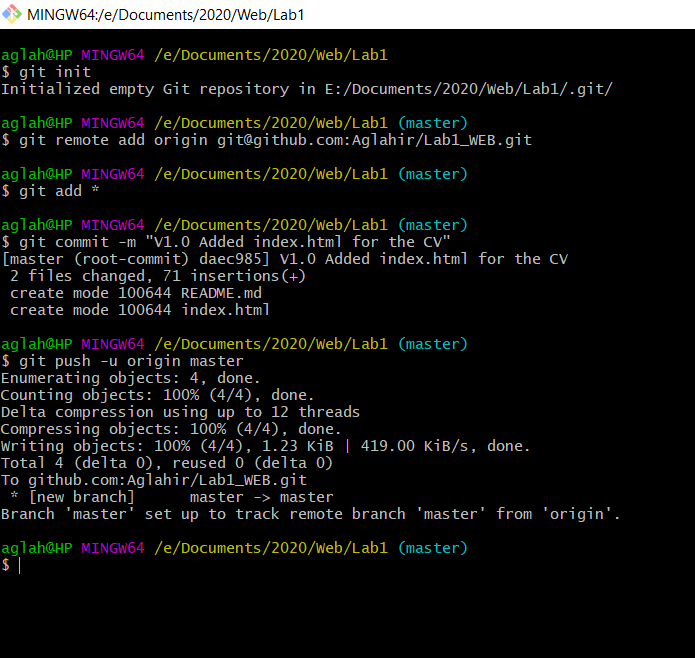 MINGW64:/e/Documents/2020/Web/Lab1
aglah@HP MINGW64 /e/Documents/2020/Web/Lab1
$ git init
Initialized empty Git repository in E:/Documents/2020/Web/Lab1/.git/
aglah@HP MINGW64 /e/Documents/2020/Web/Lab1 (master)
$ git remote add origin git@github.com:Aglahir/Lab1_WEB.git
aglah@HP MINGW64 /e/Documents/2020/Web/Lab1 (master)
$ git add *
aglah@HP MINGW64 /e/Documents/2020/Web/Lab1 (master)
$ git commit -m "V1.0 Added index.html for the CV"
[master (root-commit) daec985] V1.0 Added index.html for the CV
 2 files changed, 71 insertions(+)
 create mode 100644 README.md
 create mode 100644 index.html
aglah@HP MINGW64 /e/Documents/2020/Web/Lab1 (master)
$ git push -u origin master
Enumerating objects: 4, done.
Counting objects: 100% (4/4), done.
Delta compression using up to 12 threads
Compressing objects: 100% (4/4), done.
Writing objects: 100% (4/4), 1.23 KiB | 419.00 KiB/s, done.
Total 4 (delta 0), reused 0 (delta 0)
To github.com:Aglahir/Lab1_WEB.git
 * [new branch]      master -> master
Branch 'master' set up to track remote branch 'master' from 'origin'.
aglah@HP MINGW64 /e/Documents/2020/Web/Lab1 (master)
$